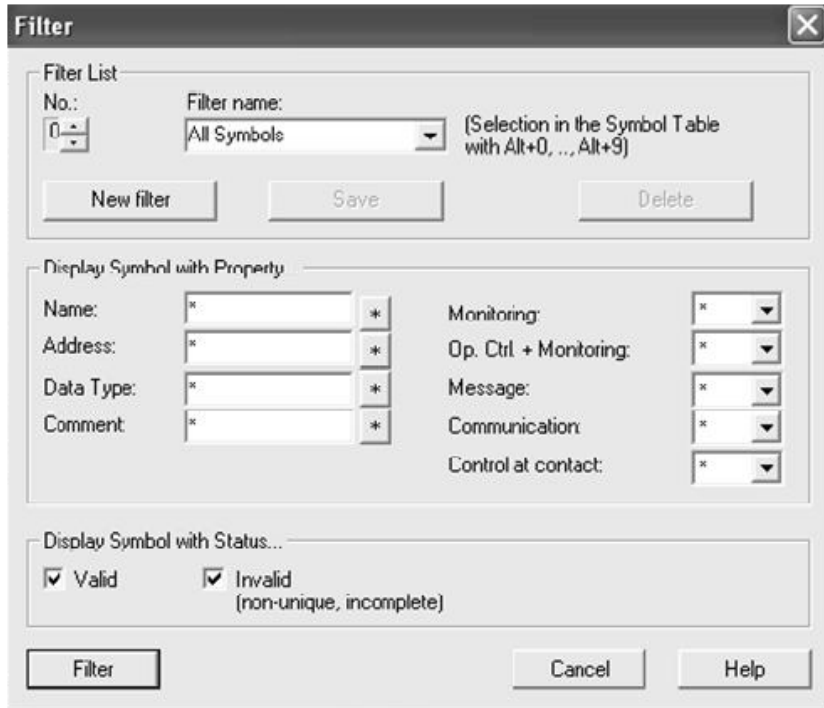 Filter
Filter List
No.: Filter name:
0 All Symbols (Selection in the Symbol Table
with Alt+0, .., Alt+9)
New filter Save Delete
Display Symbol with Property
Name: * * Monitoring: *
Address: * * Op. Ctrl. + Monitoring: *
Data Type: * * Message: *
Comment * * Communication: *
Control at contact: *
Display Symbol with Status...
Valid Invalid
(non-unique, incomplete)
Filter Cancel Help